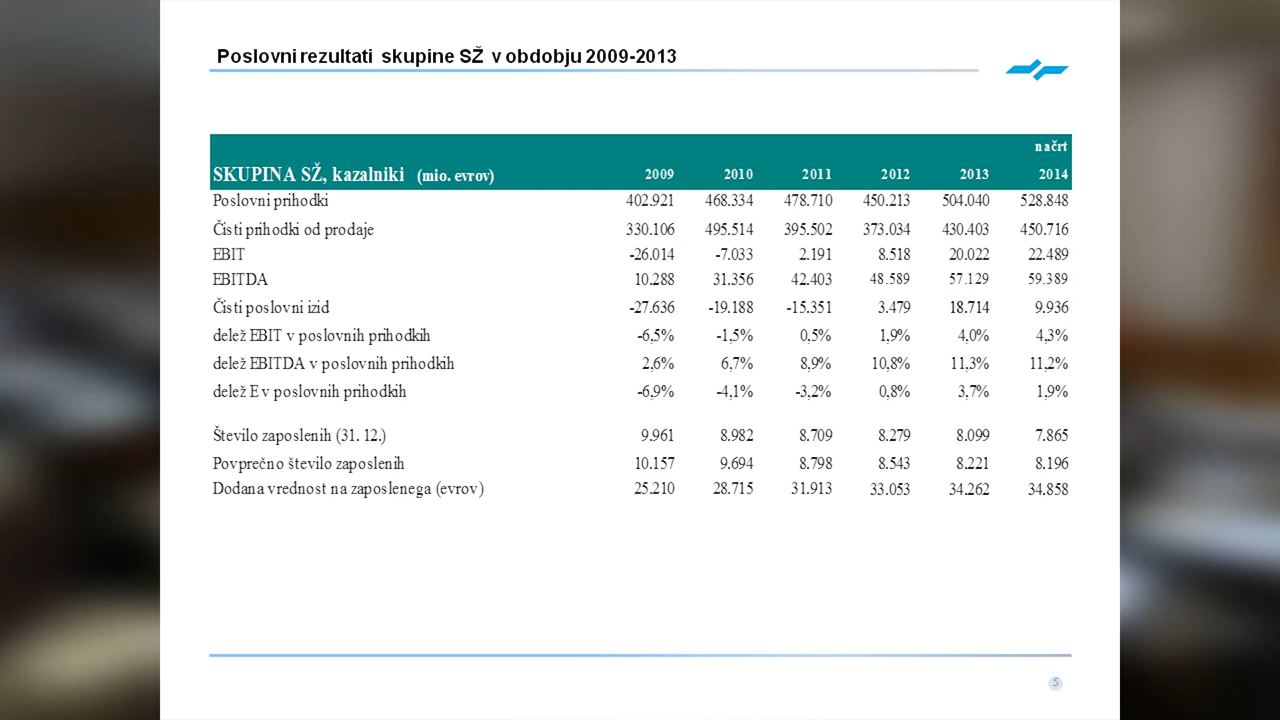 Poslovni rezultati skupine SŽ v obdobju 2009-2013
načrt
SKUPINA SŽ, kazalniki (mio. evrov) 2009 2010 2011 2012 2013 2014
Poslovni prihodki 402.921 468.334 478.710 450.213 504.040 528.848
Čisti prihodki od prodaje 330.106 495.514 395.502 373.034 430.403 450.716
EBIT -26.014 -7.033 2.191 8.518 20.022 22.489
EBITDA 10.288 31.356 42.403 48.589 57.129 59.389
Čisti poslovni izid -27.636 -19.188 -15.351 3.479 18.714 9.936
delež EBIT v poslovnih prihodkih -6,5% -1,5% 0,5% 1,9% 4,0% 4,3%
delež EBITDA v poslovnih prihodkih 2,6% 6,7% 8,9% 10,8% 11,3% 11,2%
delež E v poslovnih prihodkih -6,9% -4,1% -3,2% 0,8% 3,7% 1,9%
Število zaposlenih (31. 12.) 9.961 8.982 8.709 8.279 8.099 7.865
Povprečno število zaposlenih 10.157 9.694 8.798 8.543 8.221 8.196
Dodana vrednost na zaposlenega (evrov) 25.210 28.715 31.913 33.053 34.262 34.858
5